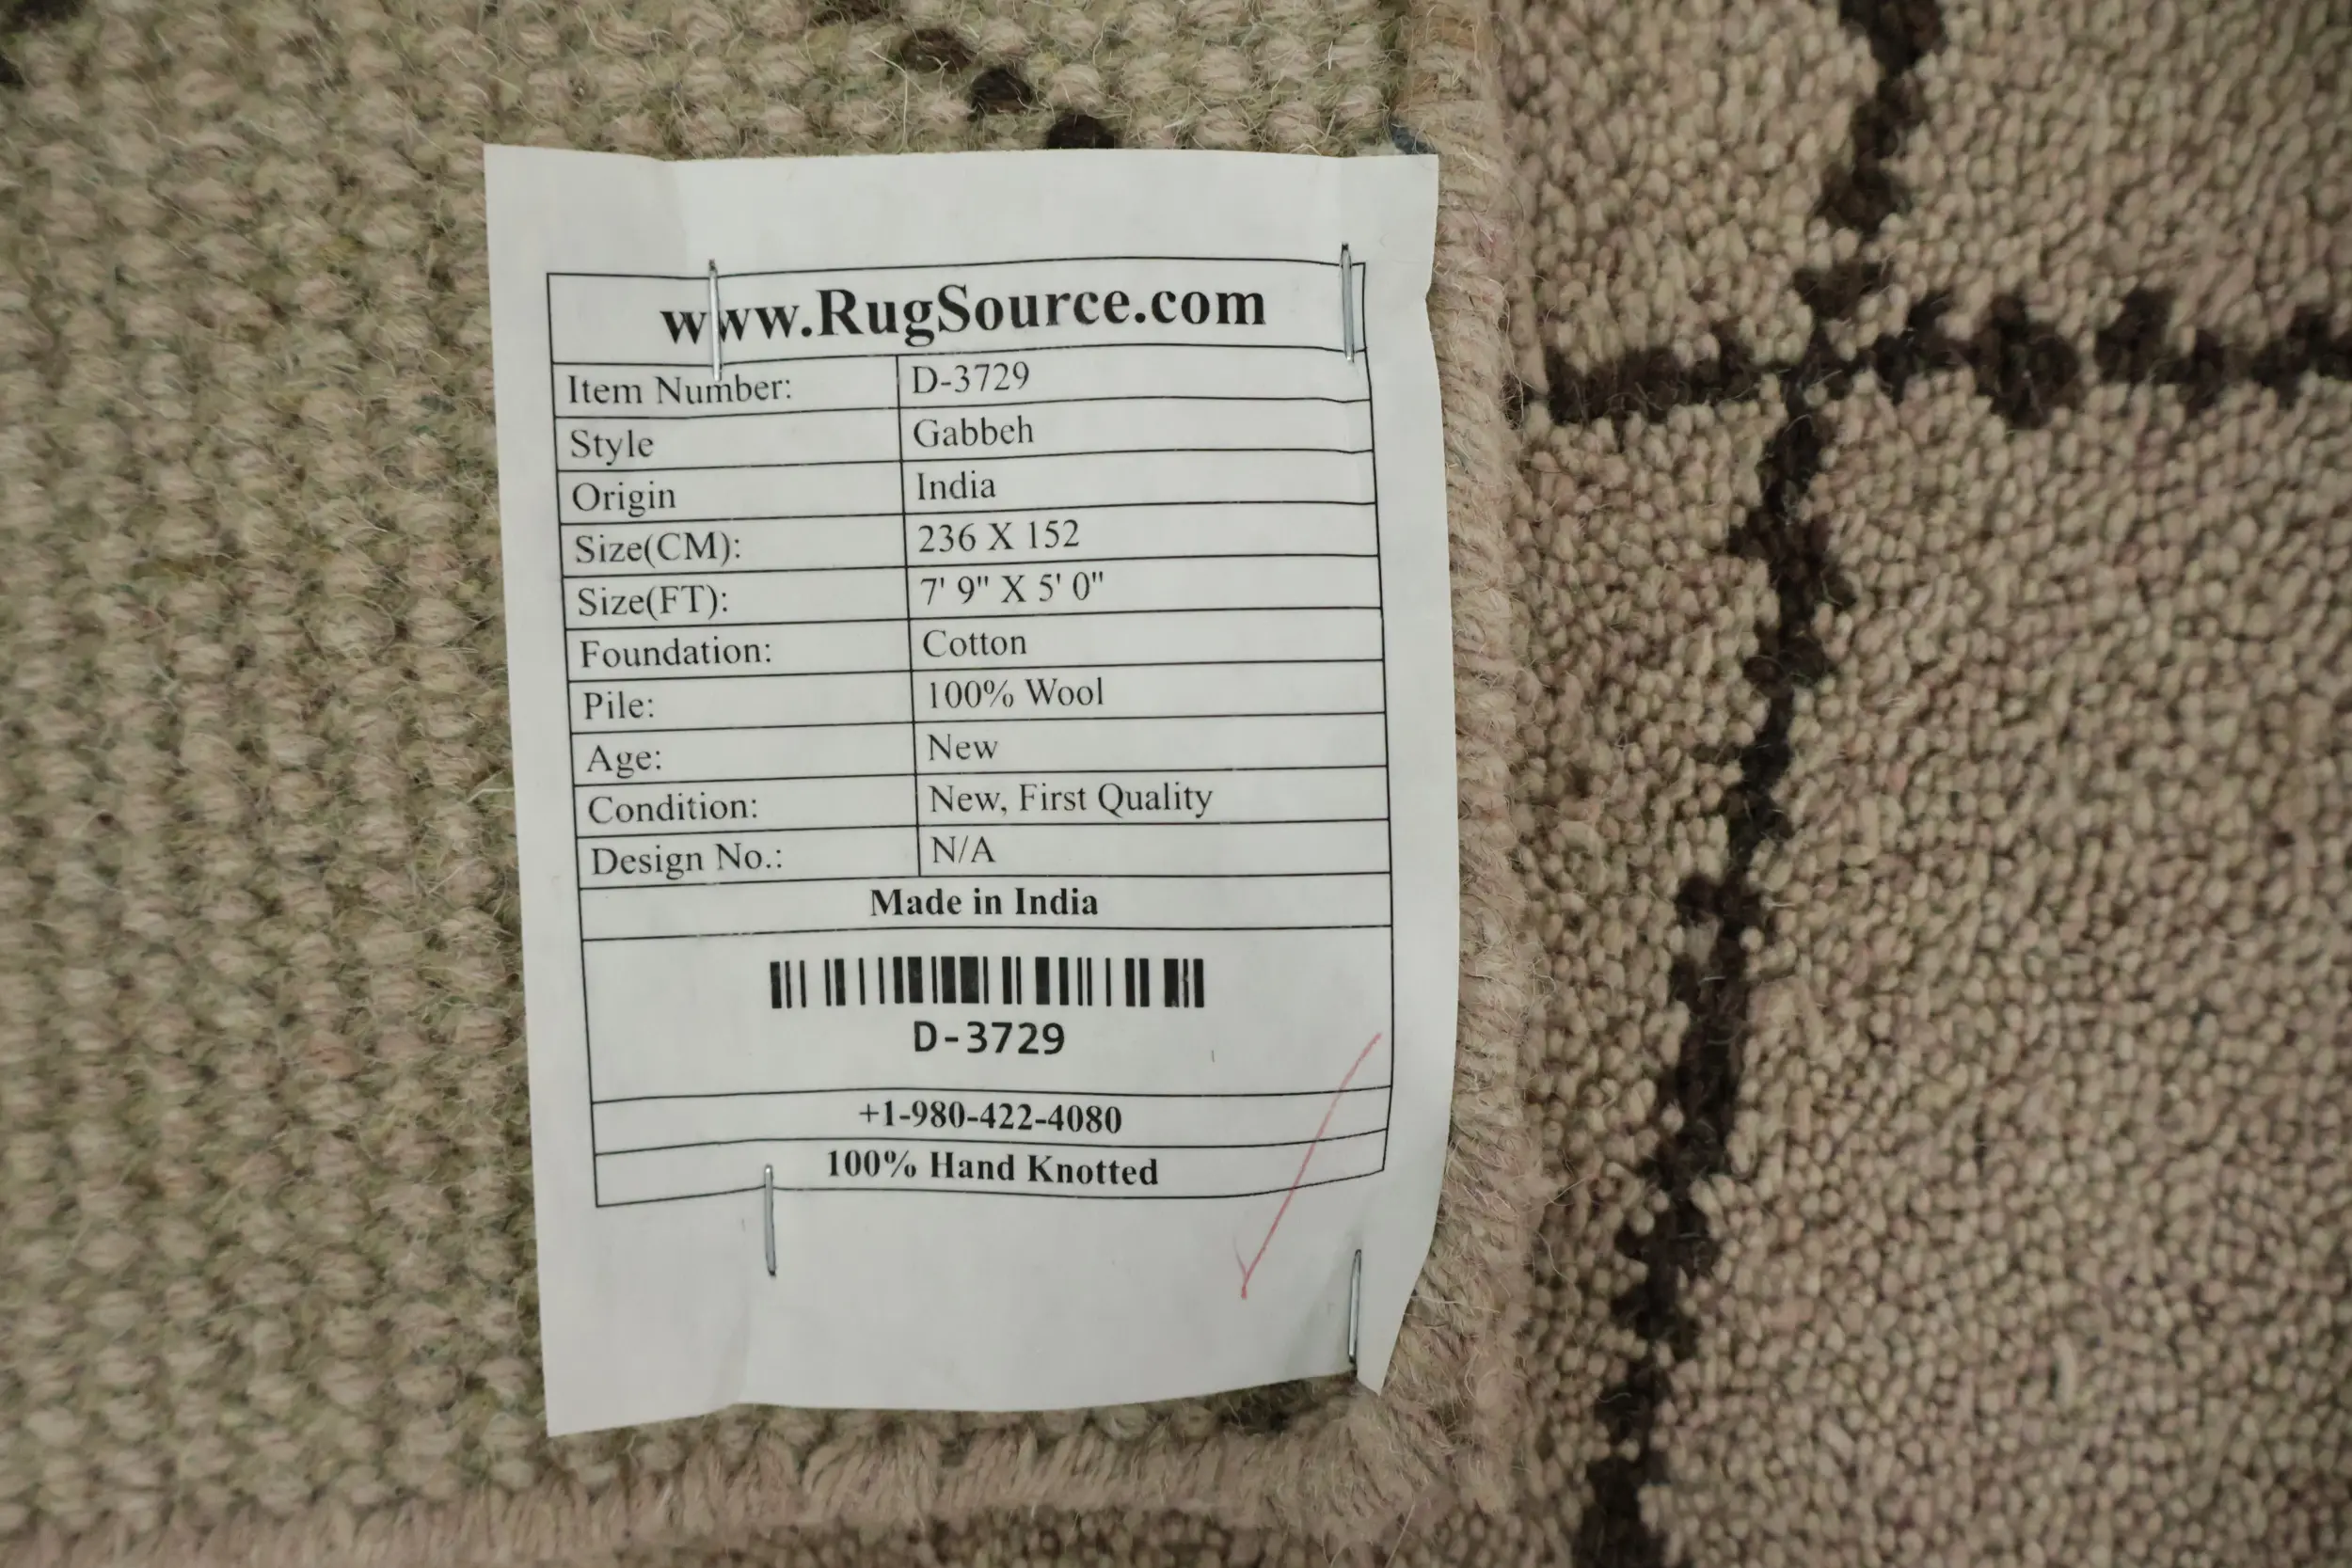 www.RugSource.com
Item Number: D-3729
Style Gabbeh
Origin India
Size(CM): 236 X 152
Size(FT): 7' 9" X 5' 0"
Foundation: Cotton
Pile: 100% Wool
Age: New
Condition: New, First Quality
Design No.: N/A
Made in India
D-3729
+1-980-422-4080
100% Hand Knotted